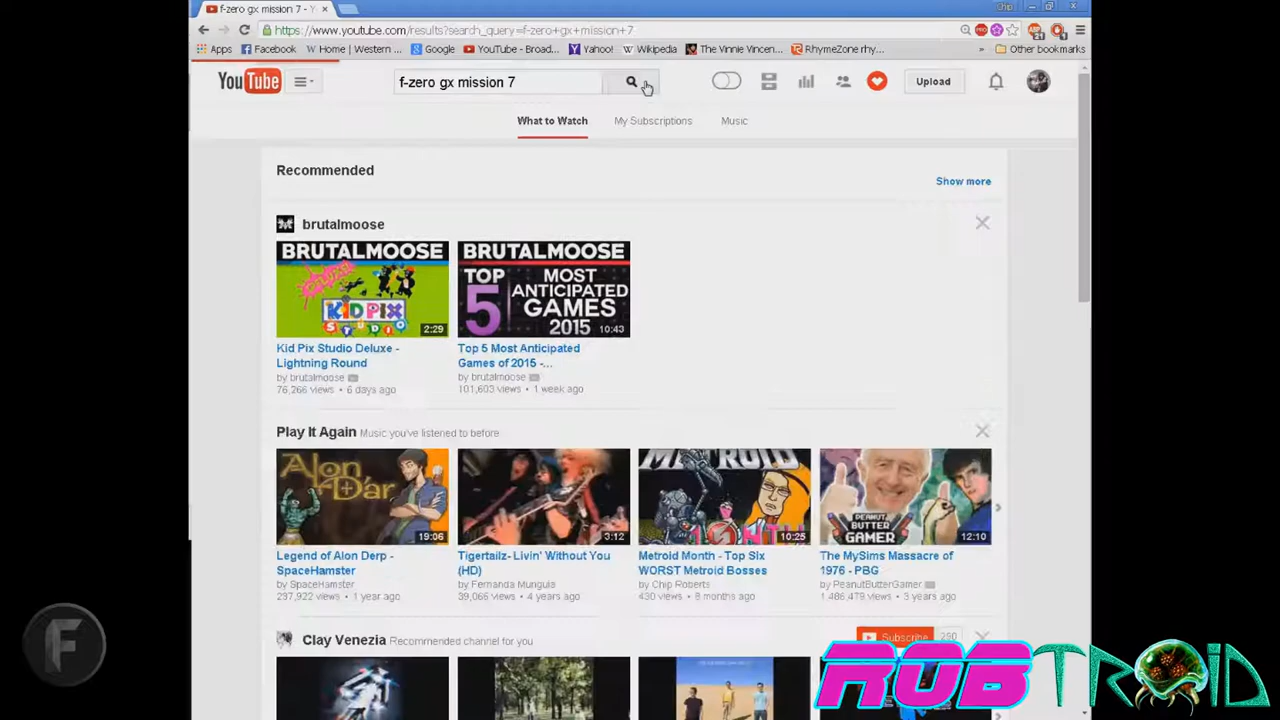 f-zero gx mission 7 - Y
Chip
https://www.youtube.com/results?search_query=f-zero+gx+mission+7
Apps Facebook Home | Western ... Google YouTube - Broad... Yahoo! Wikipedia The Vinnie Vincen... RhymeZone rhy... » Other bookmarks
YouTube f-zero gx mission 7 Upload
What to Watch My Subscriptions Music
Recommended
Show more
brutalmoose
BRUTALMOOSE BRUTALMOOSE
TOP 5 MOST ANTICIPATED GAMES 2015
KID PIX STUDIO
2:29 10:43
Kid Pix Studio Deluxe - Lightning Round
by brutalmoose
76,266 views • 6 days ago
Top 5 Most Anticipated Games of 2015 -...
by brutalmoose
101,603 views • 1 week ago
Play It Again Music you've listened to before
Alon Dar
METROID
MONTH
PEANUT BUTTER GAMER
19:06 3:12 10:25 12:10
Legend of Alon Derp - SpaceHamster
by SpaceHamster
237,922 views • 1 year ago
Tigertailz- Livin' Without You (HD)
by Fernanda Munguia
39,066 views • 4 years ago
Metroid Month - Top Six WORST Metroid Bosses
by Chip Roberts
430 views • 8 months ago
The MySims Massacre of 1976 - PBG
by PeanutButterGamer
1,486,479 views • 3 years ago
Clay Venezia Recommended channel for you
Subscribe
F
ROBTROID